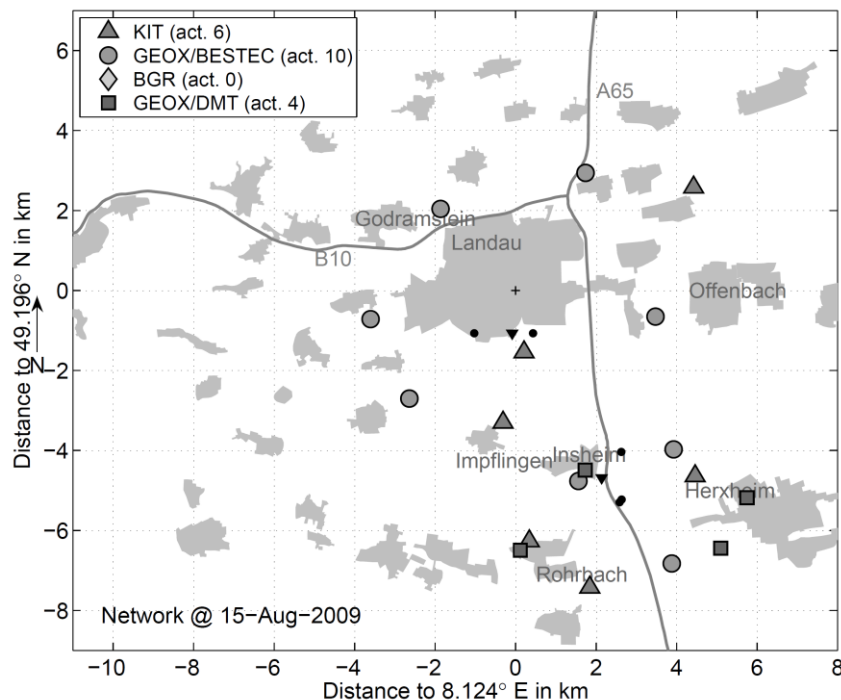 KIT (act. 6)
GEOX/BESTEC (act. 10)
BGR (act. 0)
GEOX/DMT (act. 4)
6
4
2
0
−2
−4
−6
−8
Distance to 49.196° N in km
N
A65
Godramstein
Landau
B10
Offenbach
Impflingen
Insheim
Herxheim
Rohrbach
Network @ 15−Aug−2009
−10 −8 −6 −4 −2 0 2 4 6 8
Distance to 8.124° E in km